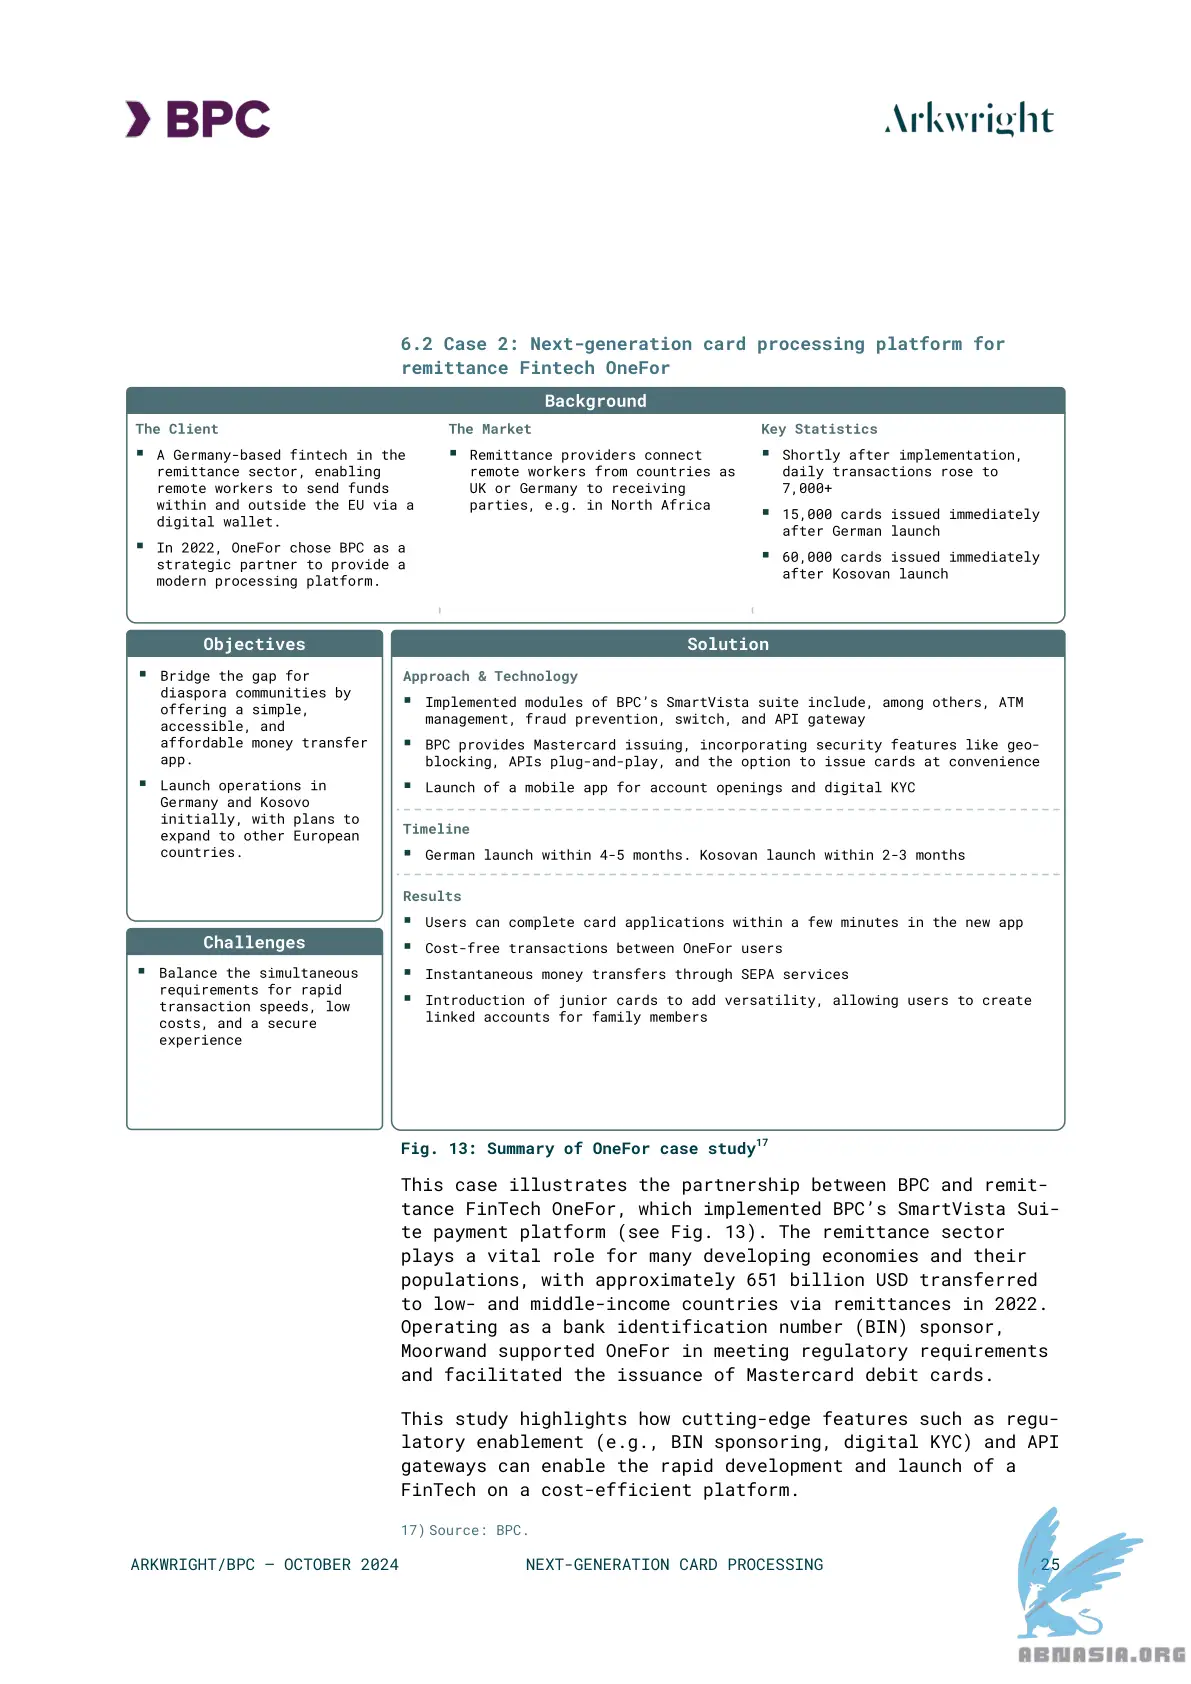 BPC
Arkwright
6.2 Case 2: Next-generation card processing platform for
remittance Fintech OneFor
Background
The Client
▪ A Germany-based fintech in the
remittance sector, enabling
remote workers to send funds
within and outside the EU via a
digital wallet.
▪ In 2022, OneFor chose BPC as a
strategic partner to provide a
modern processing platform.
The Market
▪ Remittance providers connect
remote workers from countries as
UK or Germany to receiving
parties, e.g. in North Africa
Key Statistics
▪ Shortly after implementation,
daily transactions rose to
7,000+
▪ 15,000 cards issued immediately
after German launch
▪ 60,000 cards issued immediately
after Kosovan launch
Objectives
▪ Bridge the gap for
diaspora communities by
offering a simple,
accessible, and
affordable money transfer
app.
▪ Launch operations in
Germany and Kosovo
initially, with plans to
expand to other European
countries.
Challenges
▪ Balance the simultaneous
requirements for rapid
transaction speeds, low
costs, and a secure
experience
Solution
Approach & Technology
▪ Implemented modules of BPC’s SmartVista suite include, among others, ATM
management, fraud prevention, switch, and API gateway
▪ BPC provides Mastercard issuing, incorporating security features like geo-
blocking, APIs plug-and-play, and the option to issue cards at convenience
▪ Launch of a mobile app for account openings and digital KYC
Timeline
▪ German launch within 4-5 months. Kosovan launch within 2-3 months
Results
▪ Users can complete card applications within a few minutes in the new app
▪ Cost-free transactions between OneFor users
▪ Instantaneous money transfers through SEPA services
▪ Introduction of junior cards to add versatility, allowing users to create
linked accounts for family members
Fig. 13: Summary of OneFor case study17
This case illustrates the partnership between BPC and remit-
tance FinTech OneFor, which implemented BPC’s SmartVista Sui-
te payment platform (see Fig. 13). The remittance sector
plays a vital role for many developing economies and their
populations, with approximately 651 billion USD transferred
to low- and middle-income countries via remittances in 2022.
Operating as a bank identification number (BIN) sponsor,
Moorwand supported OneFor in meeting regulatory requirements
and facilitated the issuance of Mastercard debit cards.
This study highlights how cutting-edge features such as regu-
latory enablement (e.g., BIN sponsoring, digital KYC) and API
gateways can enable the rapid development and launch of a
FinTech on a cost-efficient platform.
17) Source: BPC.
ARKWRIGHT/BPC — OCTOBER 2024
NEXT-GENERATION CARD PROCESSING
25
ABNASIA.ORG